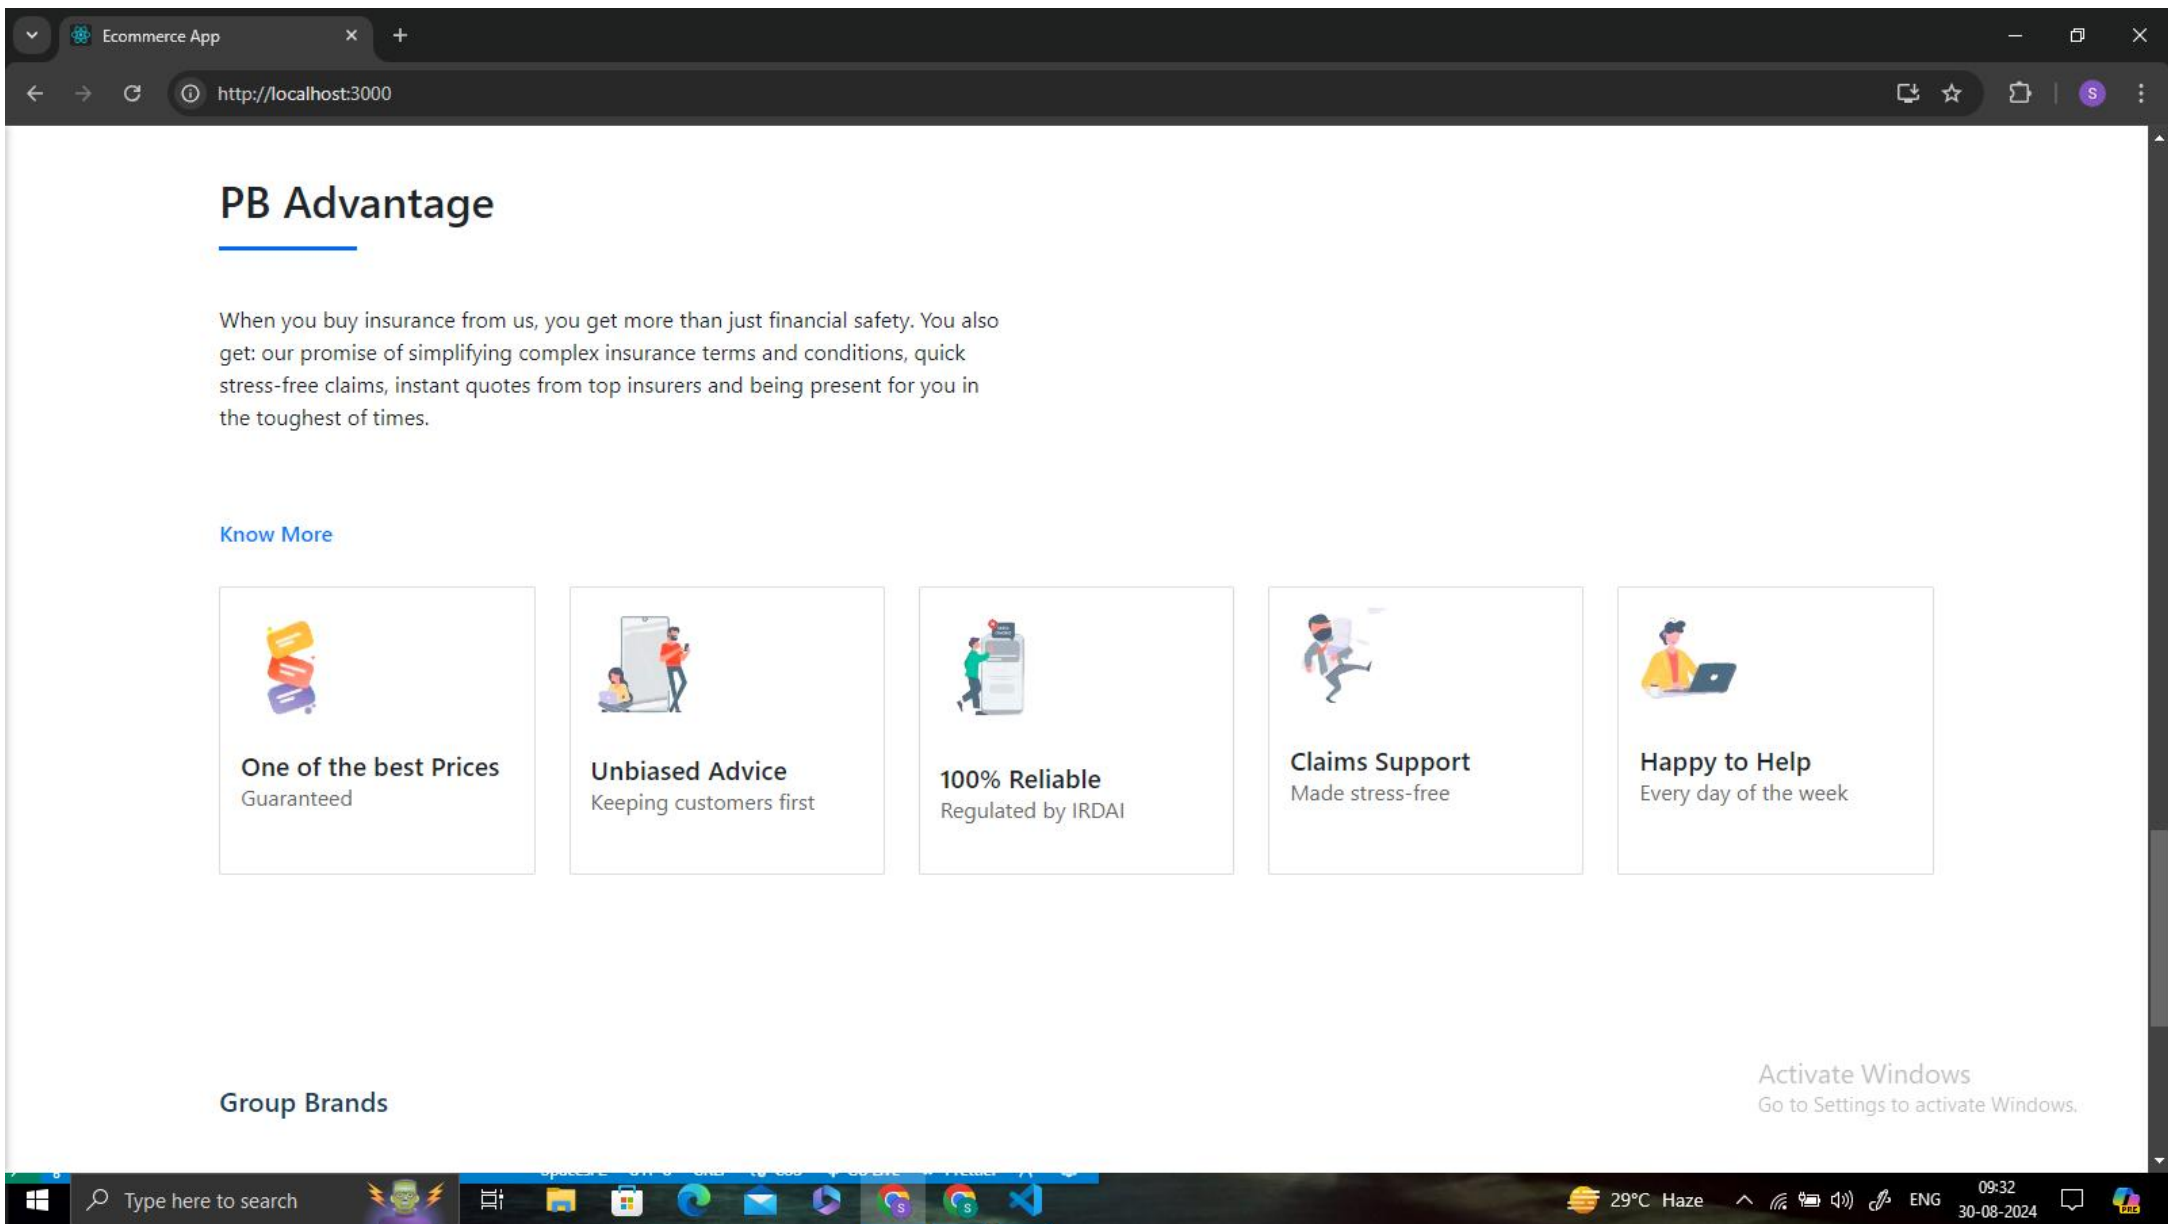 Ecommerce App
http://localhost:3000
S
PB Advantage
When you buy insurance from us, you get more than just financial safety. You also
get: our promise of simplifying complex insurance terms and conditions, quick
stress-free claims, instant quotes from top insurers and being present for you in
the toughest of times.
Know More
One of the best Prices
Guaranteed
Unbiased Advice
Keeping customers first
100% Reliable
Regulated by IRDAI
Claims Support
Made stress-free
Happy to Help
Every day of the week
Group Brands
Activate Windows
Go to Settings to activate Windows.
Type here to search
S
S
29°C Haze
ENG
09:32
30-08-2024
PRE